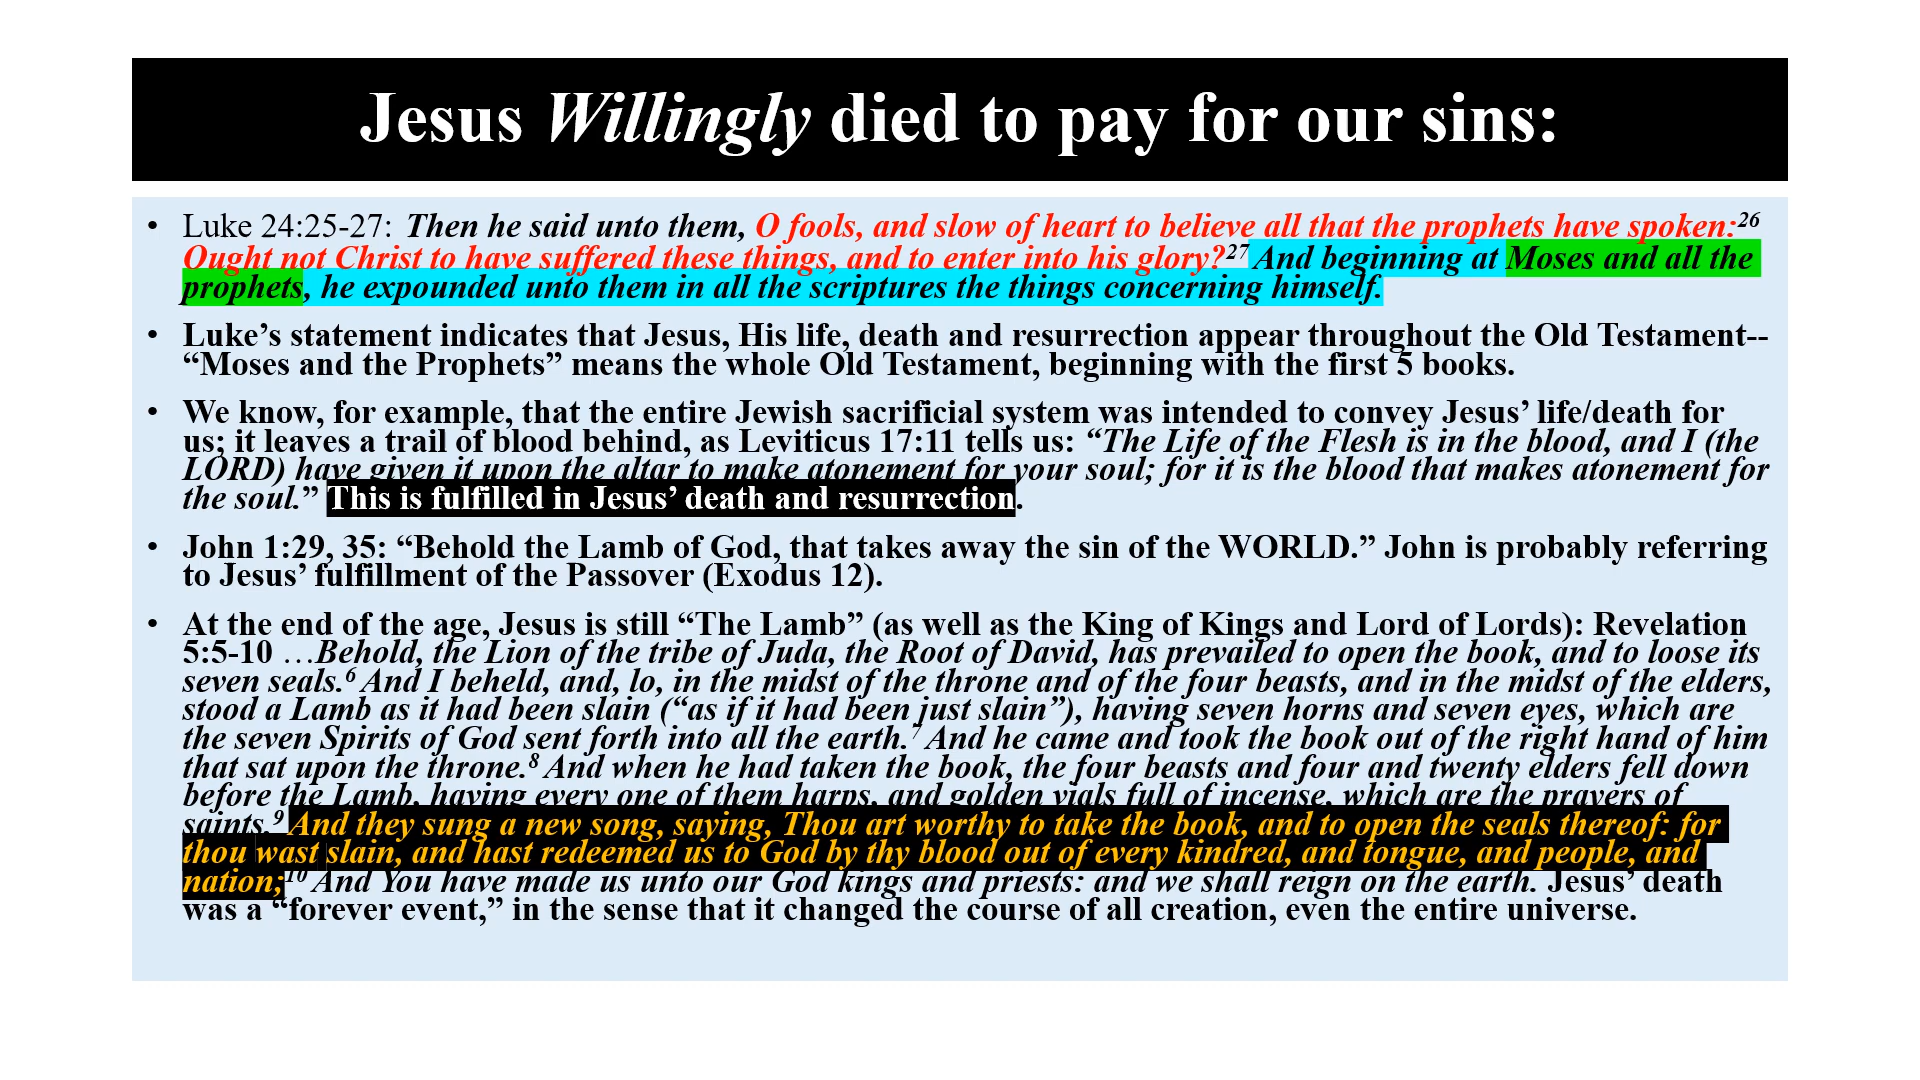 Jesus Willingly died to pay for our sins:
• Luke 24:25-27: Then he said unto them, O fools, and slow of heart to believe all that the prophets have spoken:26
Ought not Christ to have suffered these things, and to enter into his glory?27 And beginning at Moses and all the
prophets, he expounded unto them in all the scriptures the things concerning himself.
• Luke’s statement indicates that Jesus, His life, death and resurrection appear throughout the Old Testament--
“Moses and the Prophets” means the whole Old Testament, beginning with the first 5 books.
• We know, for example, that the entire Jewish sacrificial system was intended to convey Jesus’ life/death for
us; it leaves a trail of blood behind, as Leviticus 17:11 tells us: “The Life of the Flesh is in the blood, and I (the
LORD) have given it upon the altar to make atonement for your soul; for it is the blood that makes atonement for
the soul.” This is fulfilled in Jesus’ death and resurrection.
• John 1:29, 35: “Behold the Lamb of God, that takes away the sin of the WORLD.” John is probably referring
to Jesus’ fulfillment of the Passover (Exodus 12).
• At the end of the age, Jesus is still “The Lamb” (as well as the King of Kings and Lord of Lords): Revelation
5:5-10 …Behold, the Lion of the tribe of Juda, the Root of David, has prevailed to open the book, and to loose its
seven seals.6 And I beheld, and, lo, in the midst of the throne and of the four beasts, and in the midst of the elders,
stood a Lamb as it had been slain (“as if it had been just slain”), having seven horns and seven eyes, which are
the seven Spirits of God sent forth into all the earth.7 And he came and took the book out of the right hand of him
that sat upon the throne.8 And when he had taken the book, the four beasts and four and twenty elders fell down
before the Lamb, having every one of them harps, and golden vials full of incense, which are the prayers of
saints.9 And they sung a new song, saying, Thou art worthy to take the book, and to open the seals thereof: for
thou wast slain, and hast redeemed us to God by thy blood out of every kindred, and tongue, and people, and
nation;10 And You have made us unto our God kings and priests: and we shall reign on the earth. Jesus’ death
was a “forever event,” in the sense that it changed the course of all creation, even the entire universe.